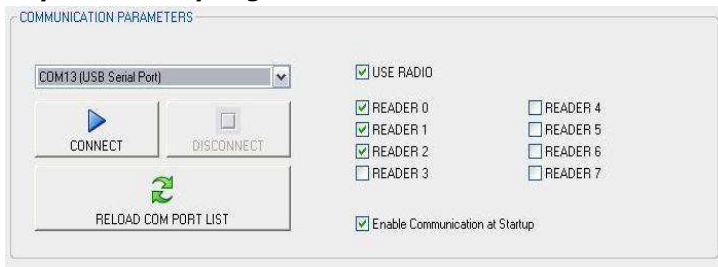 COMMUNICATION PARAMETERS
COM13 (USB Serial Port)
CONNECT
DISCONNECT
RELOAD COM PORT LIST
USE RADIO
READER 0
READER 1
READER 2
READER 3
READER 4
READER 5
READER 6
READER 7
Enable Communication at Startup